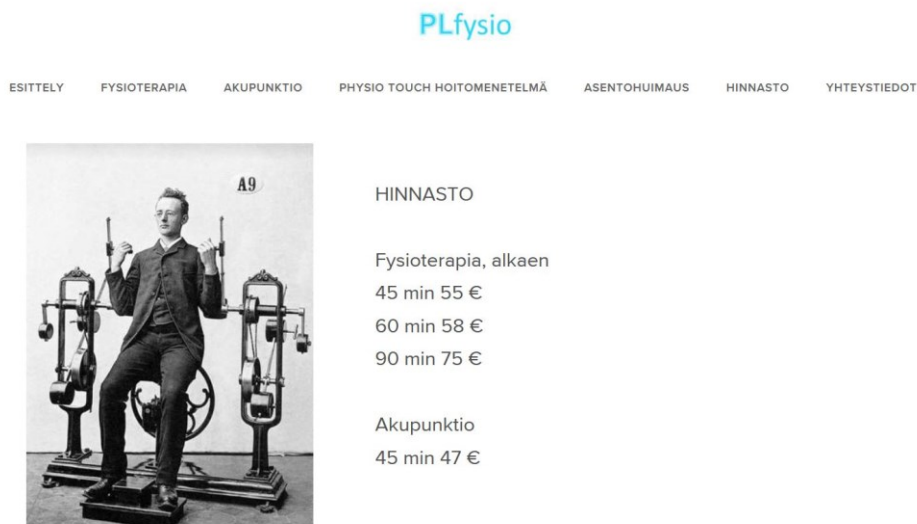 PLfysio
ESITTELY FYSIOTERAPIA AKUPUNKTIO PHYSIO TOUCH HOITOMENETELMÄ ASENTOHUIMAUS HINNASTO YHTEYSTIEDOT
A9
HINNASTO
Fysioterapia, alkaen
45 min 55 €
60 min 58 €
90 min 75 €
Akupunktio
45 min 47 €